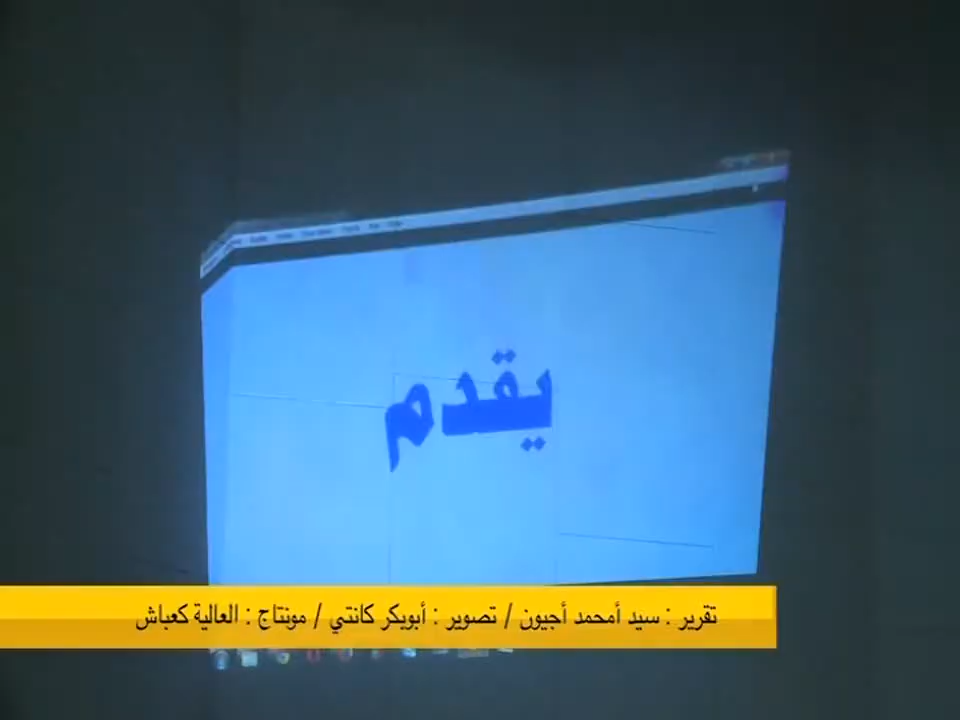 يقدم
تقرير : سيد أمحمد أجيون / تصوير : أبوبكر كانتي / مونتاج : العالية كعباش